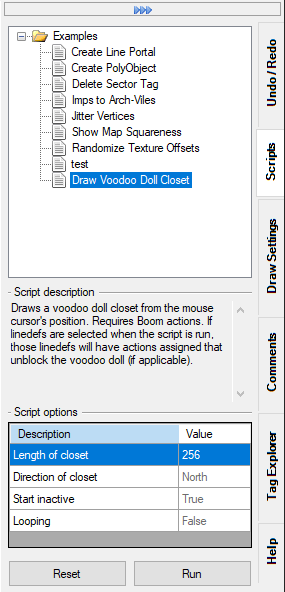 Examples
Create Line Portal
Create PolyObject
Delete Sector Tag
Imps to Arch-Viles
Jitter Vertices
Show Map Squareness
Randomize Texture Offsets
test
Draw Voodoo Doll Closet
Script description
Draws a voodoo doll closet from the mouse
cursor's position. Requires Boom actions. If
linedefs are selected when the script is run,
those linedefs will have actions assigned that
unblock the voodoo doll (if applicable).
Script options
Description Value
Length of closet 256
Direction of closet North
Start inactive True
Looping False
Reset Run
Undo / Redo
Scripts
Draw Settings
Comments
Tag Explorer
Help